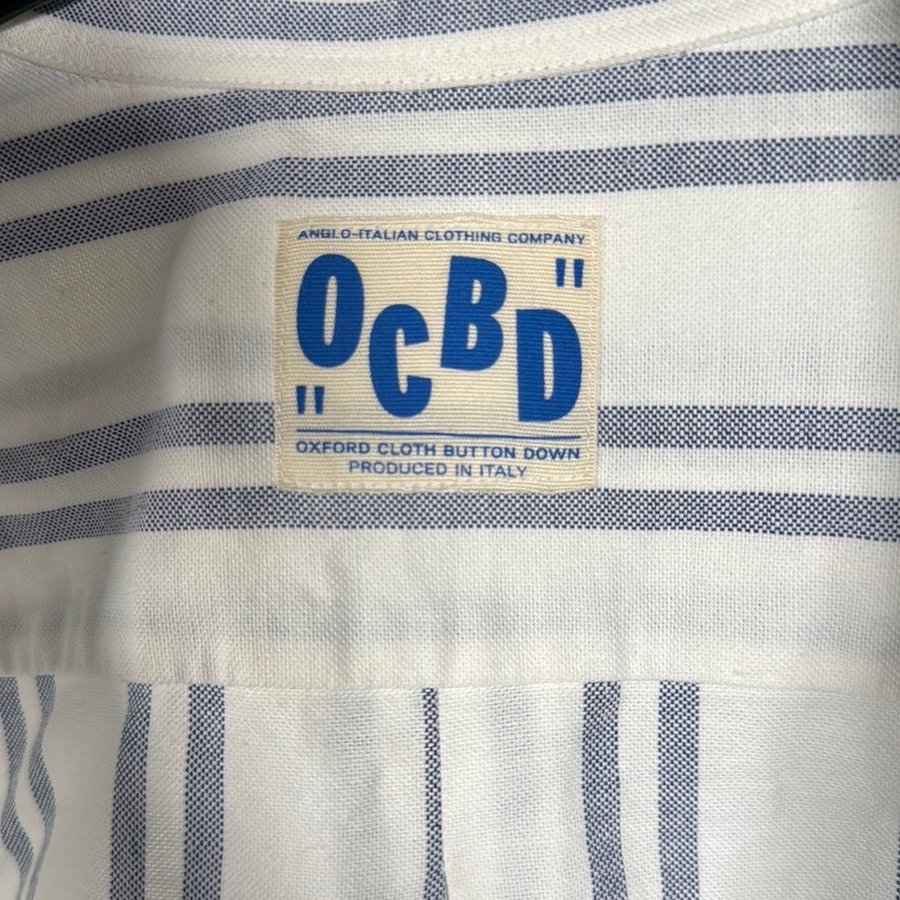 ANGLO-ITALIAN CLOTHING COMPANY
"OCBD"
OXFORD CLOTH BUTTON DOWN
PRODUCED IN ITALY